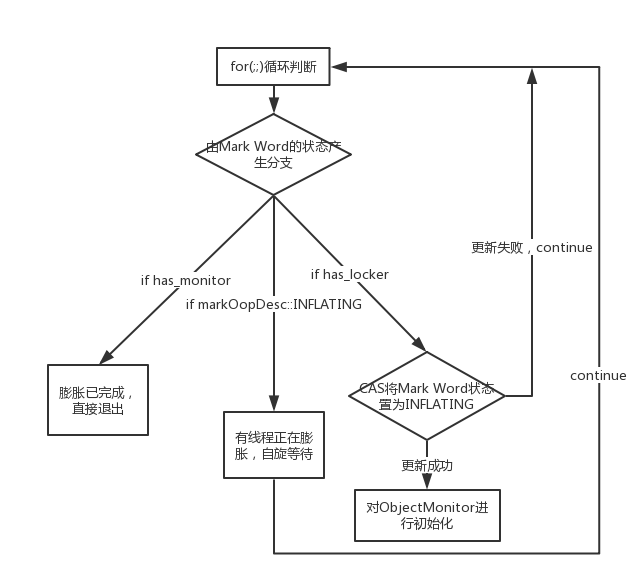 for(;;)循环判断
由Mark Word的状态产
生分支
if has_monitor
if has_locker
if markOopDesc::INFLATING
更新失败，continue
continue
膨胀已完成，
直接退出
CAS将Mark Word状态
置为INFLATING
有线程正在膨
胀，自旋等待
更新成功
对ObjectMonitor进
行初始化